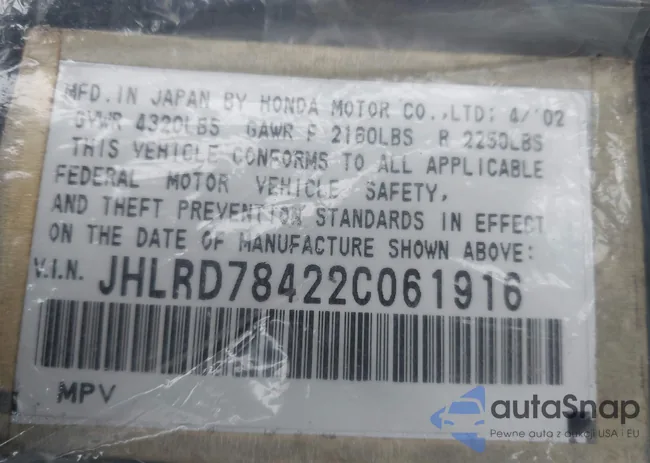 MFD. IN JAPAN BY HONDA MOTOR CO., LTD: 4/'02
GVWR 4320LBS GAWR F 2160LBS R 2250LBS
THIS VEHICLE CONFORMS TO ALL APPLICABLE
FEDERAL MOTOR VEHICLE SAFETY,
AND THEFT PREVENTION STANDARDS IN EFFECT
ON THE DATE OF MANUFACTURE SHOWN ABOVE:
V.I.N. JHLRD78422C061916
MPV
autaSnap
Pewne auta z aukcji USA i EU